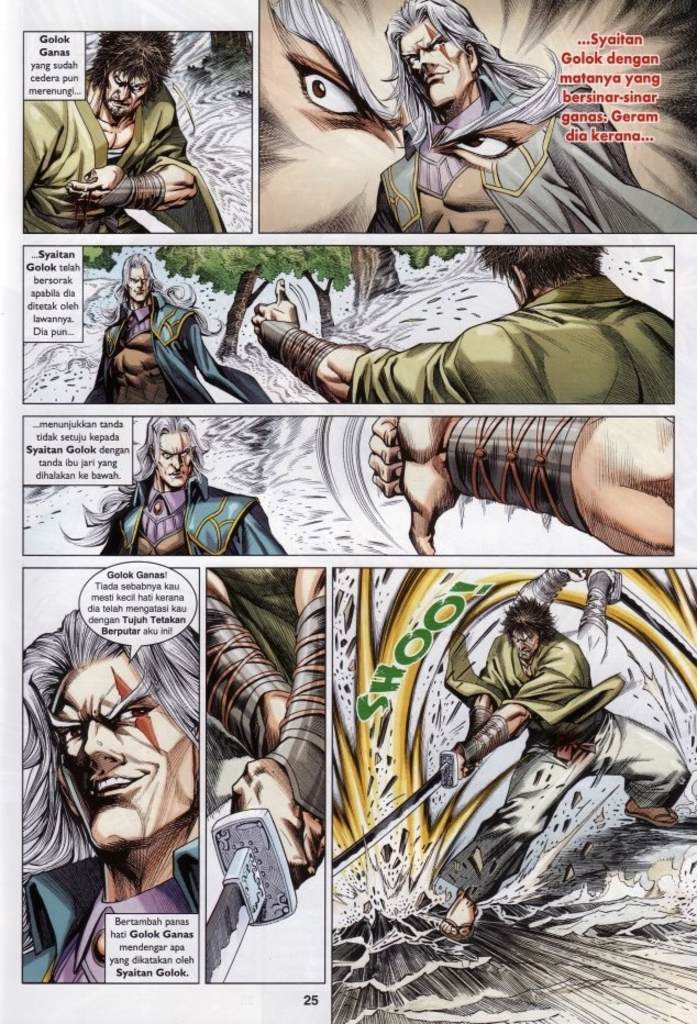 Golok
Ganas
yang sudah
cedera pun
merenungi...
...Syaitan
Golok dengan
matanya yang
bersinar-sinar
ganas: Geram
dia kerana...
...Syaitan
Golok telah
bersorak
apabila dia
ditetak oleh
lawannya.
Dia pun...
...menunjukkan tanda
tidak setuju kepada
Syaitan Golok dengan
tanda ibu jari yang
dihalakan ke bawah.
Golok Ganas!
Tiada sebabnya kau
mesti kecil hati kerana
dia telah mengatasi kau
dengan Tujuh Tetakan
Berputar aku ini!
Bertambah panas
hati Golok Ganas
mendengar apa
yang dikatakan oleh
Syaitan Golok.
SHOOO!
25